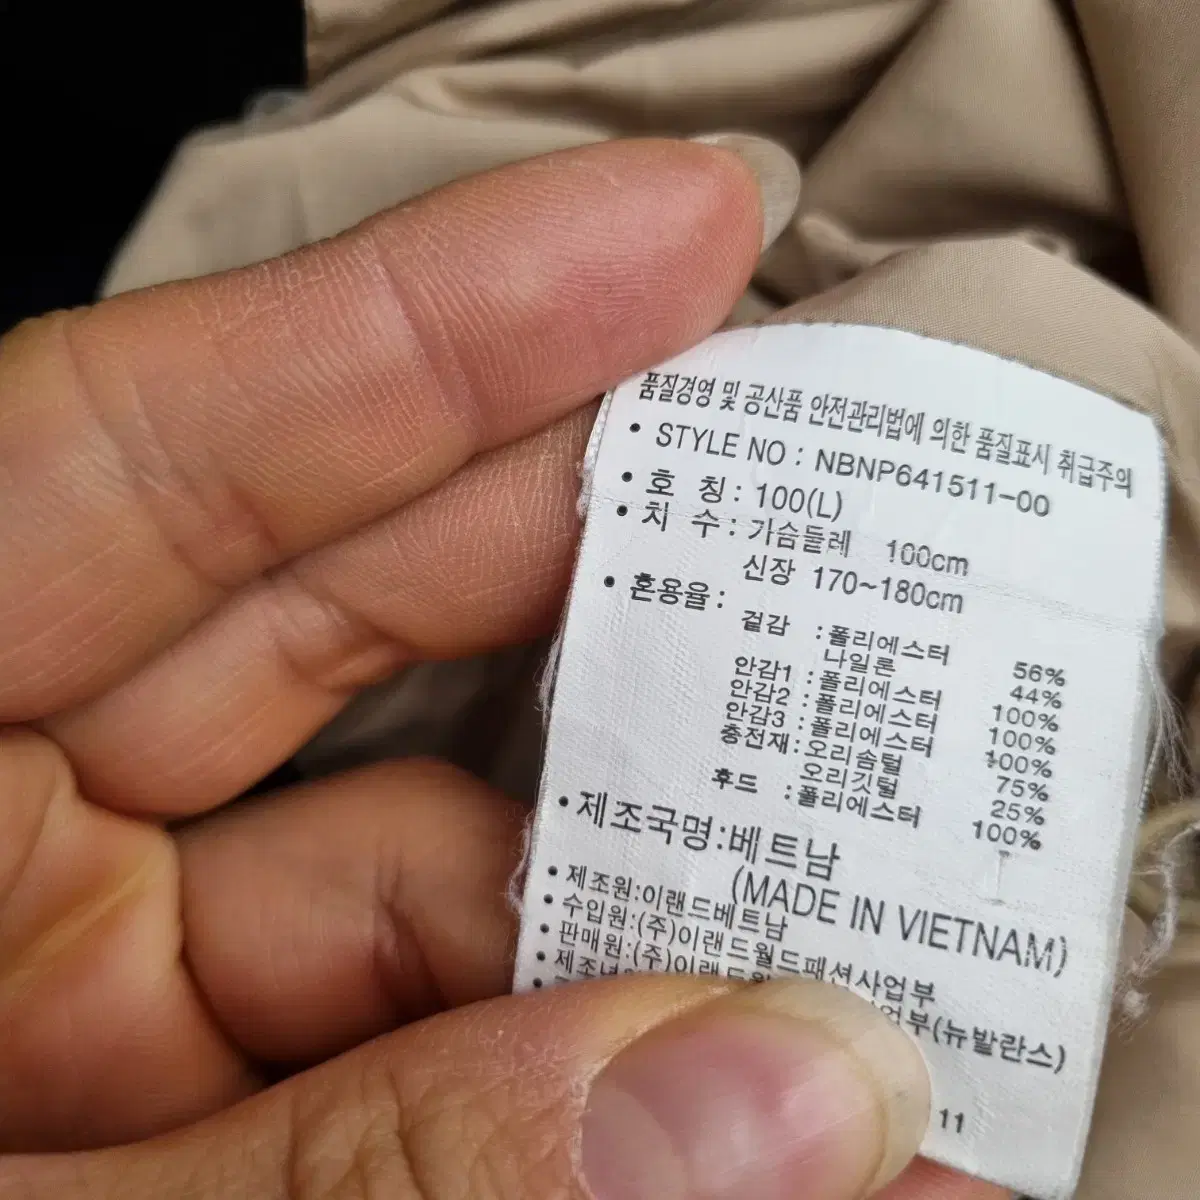 품질경영 및 공산품 안전관리법에 의한 품질표시 취급주의
• STYLE NO : NBNP641511-00
• 호 칭 : 100(L)
• 치 수 : 가슴둘레 100cm
신장 170~180cm
• 혼용율 :
겉감 : 폴리에스터 56%
나일론 44%
안감1 : 폴리에스터 100%
안감2 : 폴리에스터 100%
안감3 : 폴리에스터 100%
충전재 : 오리솜털 75%
오리깃털 25%
후드 : 폴리에스터 100%
• 제조국명:베트남
(MADE IN VIETNAM)
• 제조원:이랜드베트남
• 수입원:(주)이랜드월드패션사업부
• 판매원:(주)이랜드 업부(뉴발란스)
• 제조년
11